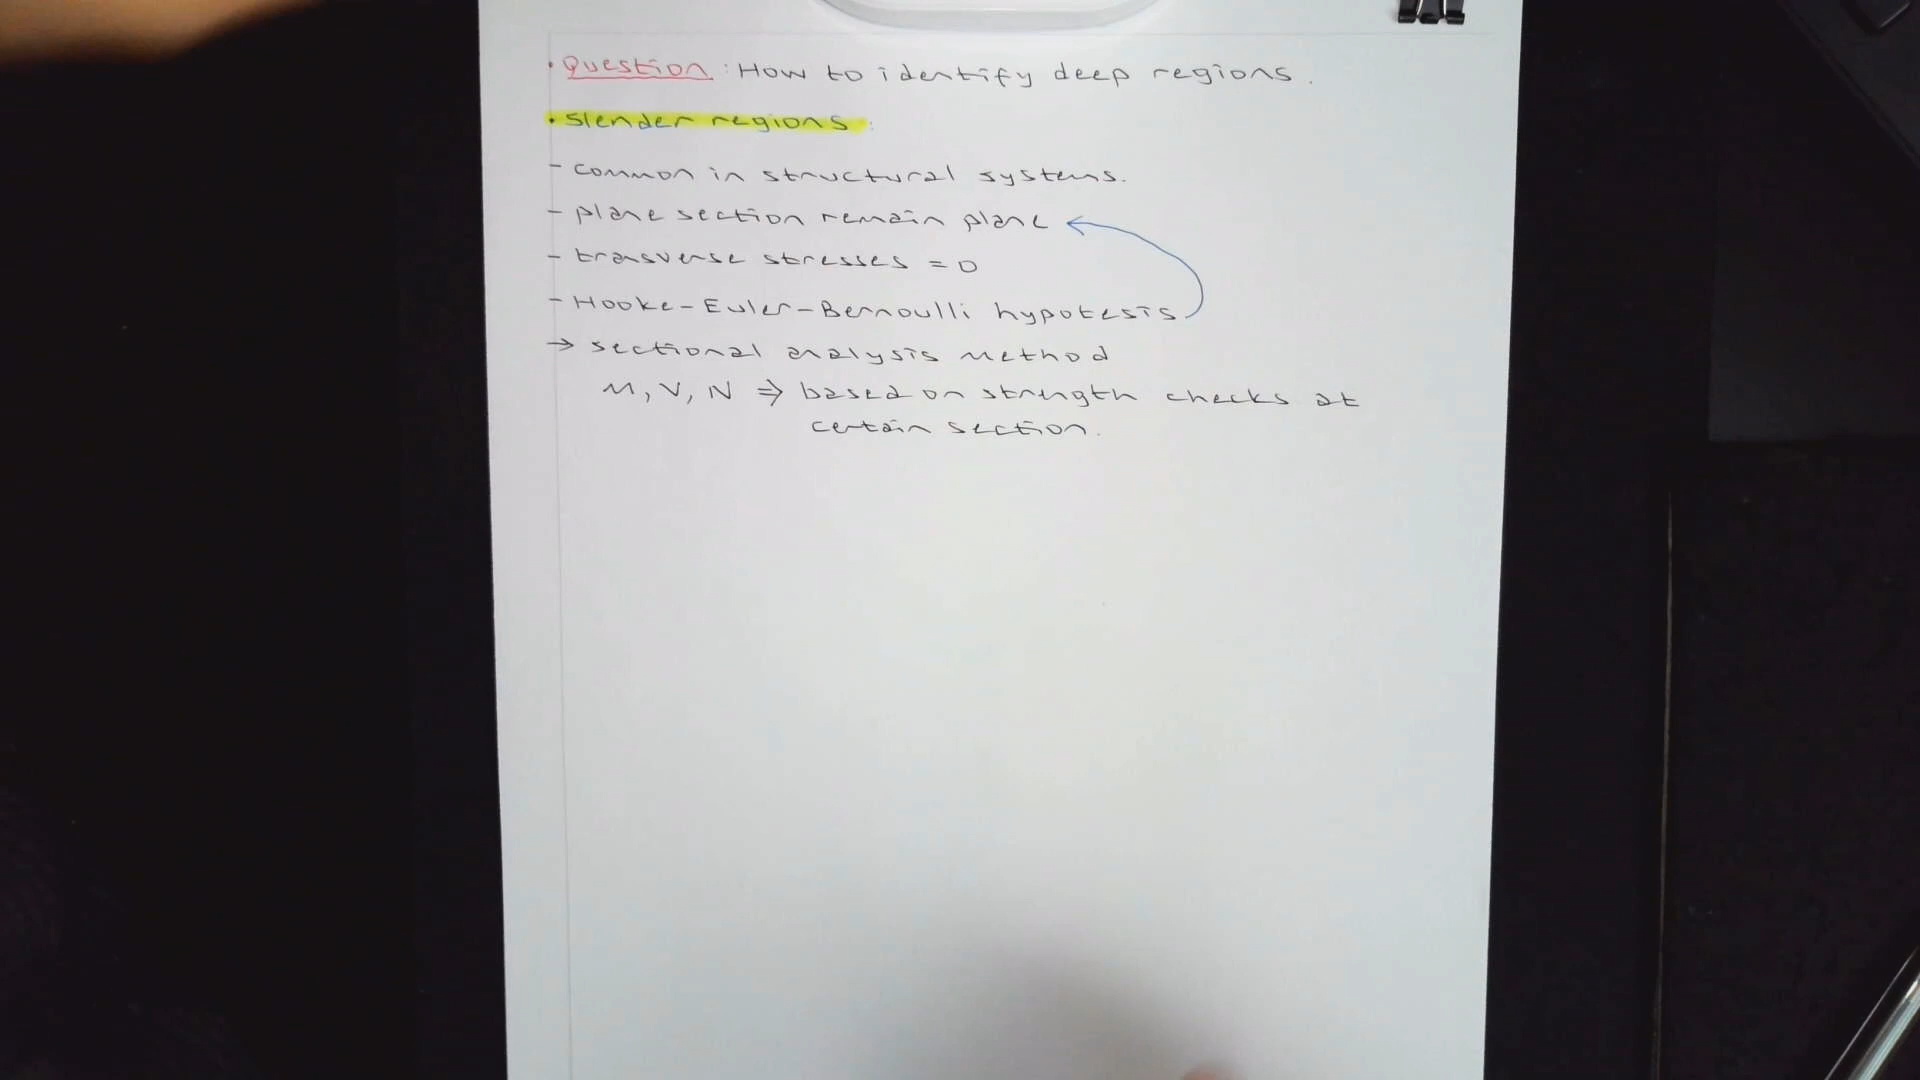 • Question : How to identify deep regions.
• Slender regions :
- common in structural systems.
- plane section remain plane
- transverse stresses = 0
- Hooke-Euler-Bernoulli hypotesis
→ sectional analysis method
M, V, N ⇒ based on strength checks at
certain section.